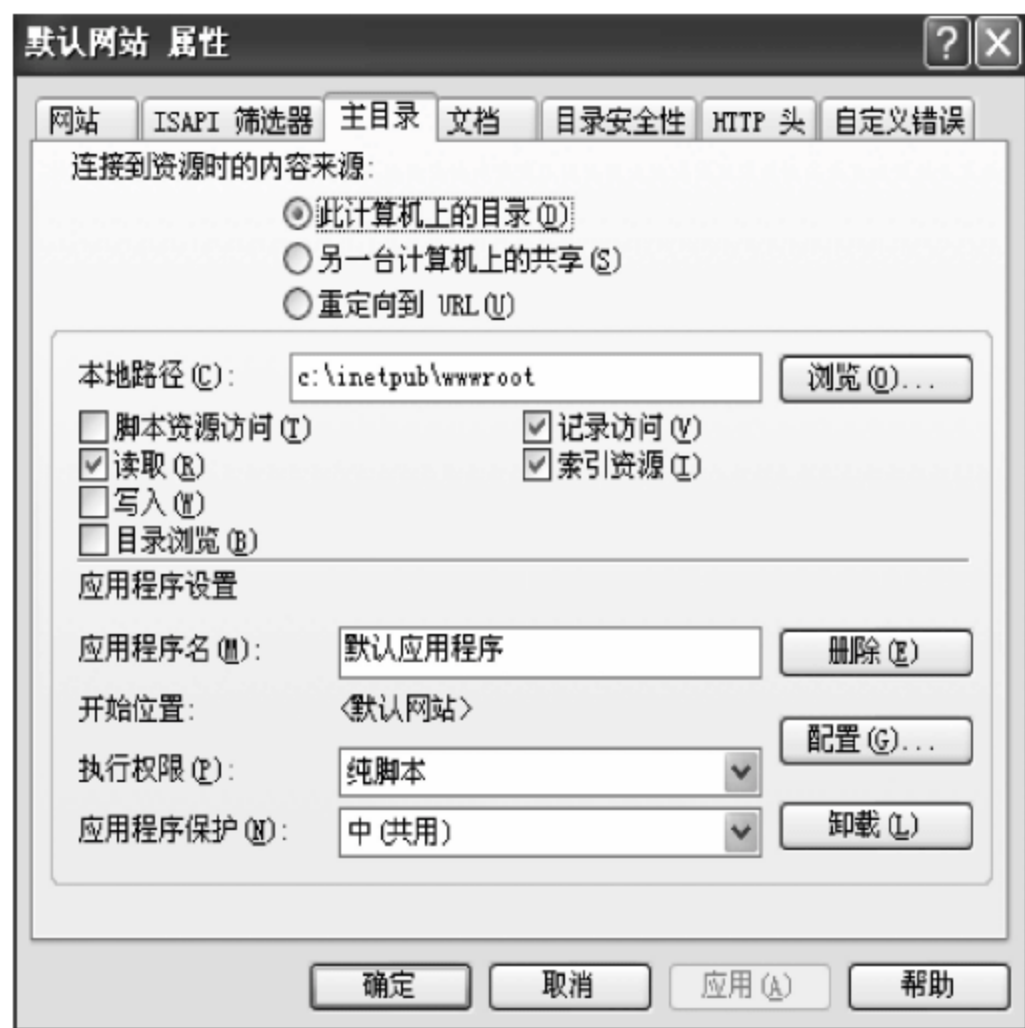 默认网站 属性
网站 ISAPI 筛选器 主目录 文档 目录安全性 HTTP 头 自定义错误
连接到资源时的内容来源:
此计算机上的目录(D)
另一台计算机上的共享(S)
重定向到 URL(U)
本地路径(C): c:\inetpub\wwwroot 浏览(O)...
脚本资源访问(T) 记录访问(V)
读取(R) 索引资源(I)
写入(W)
目录浏览(B)
应用程序设置
应用程序名(M): 默认应用程序 删除(E)
开始位置: <默认网站>
配置(G)...
执行权限(P): 纯脚本
应用程序保护(N): 中(共用) 卸载(L)
确定 取消 应用(A) 帮助